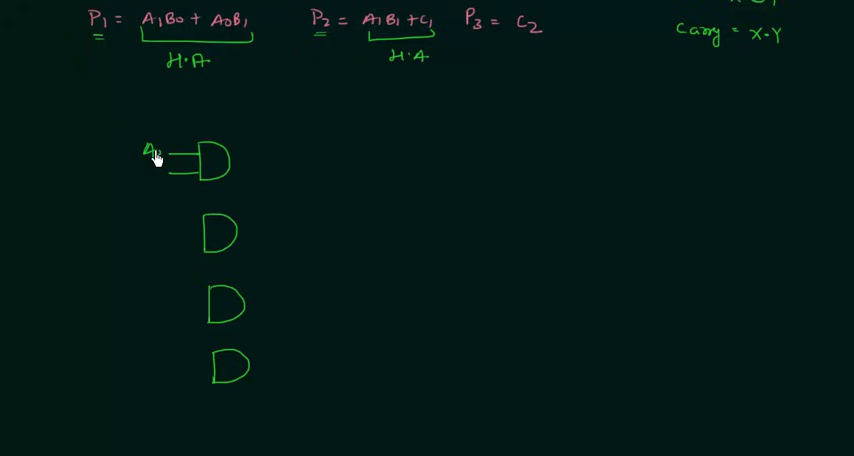 P₁ = A₁B₀ + A₀B₁ P₂ = A₁B₁ + C₁ P₃ = C₂
Carry = X·Y
H·A H·A